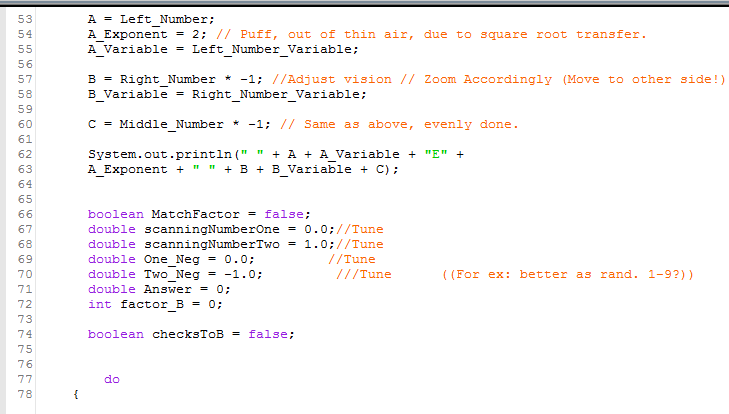 53 A = Left_Number;
54 A_Exponent = 2; // Puff, out of thin air, due to square root transfer.
55 A_Variable = Left_Number_Variable;
56
57 B = Right_Number * -1; //Adjust vision // Zoom Accordingly (Move to other side!)
58 B_Variable = Right_Number_Variable;
59
60 C = Middle_Number * -1; // Same as above, evenly done.
61
62 System.out.println(" " + A + A_Variable + "E" +
63 A_Exponent + " " + B + B_Variable + C);
64
65
66 boolean MatchFactor = false;
67 double scanningNumberOne = 0.0;//Tune
68 double scanningNumberTwo = 1.0;//Tune
69 double One_Neg = 0.0; //Tune
70 double Two_Neg = -1.0; ///Tune ((For ex: better as rand. 1-9?))
71 double Answer = 0;
72 int factor_B = 0;
73
74 boolean checksToB = false;
75
76
77 do
78 {